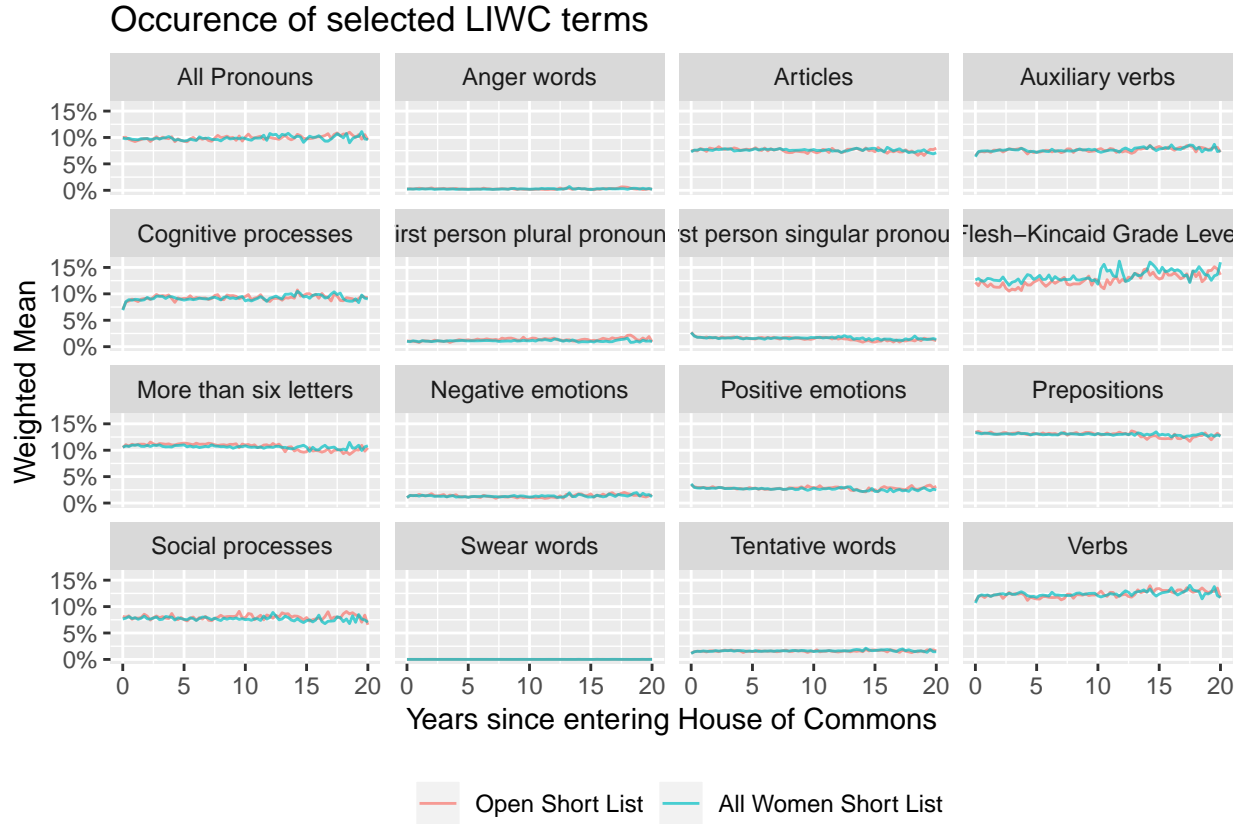 Occurence of selected LIWC terms
All Pronouns
Anger words
Articles
Auxiliary verbs
15%
10%
5%
0%
Cognitive processes
irst person plural pronoun
rst person singular pronou
Flesh−Kincaid Grade Leve
15%
10%
5%
0%
More than six letters
Negative emotions
Positive emotions
Prepositions
15%
10%
5%
0%
Social processes
Swear words
Tentative words
Verbs
15%
10%
5%
0%
Weighted Mean
0 5 10 15 20 0 5 10 15 20 0 5 10 15 20 0 5 10 15 20
Years since entering House of Commons
Open Short List
All Women Short List